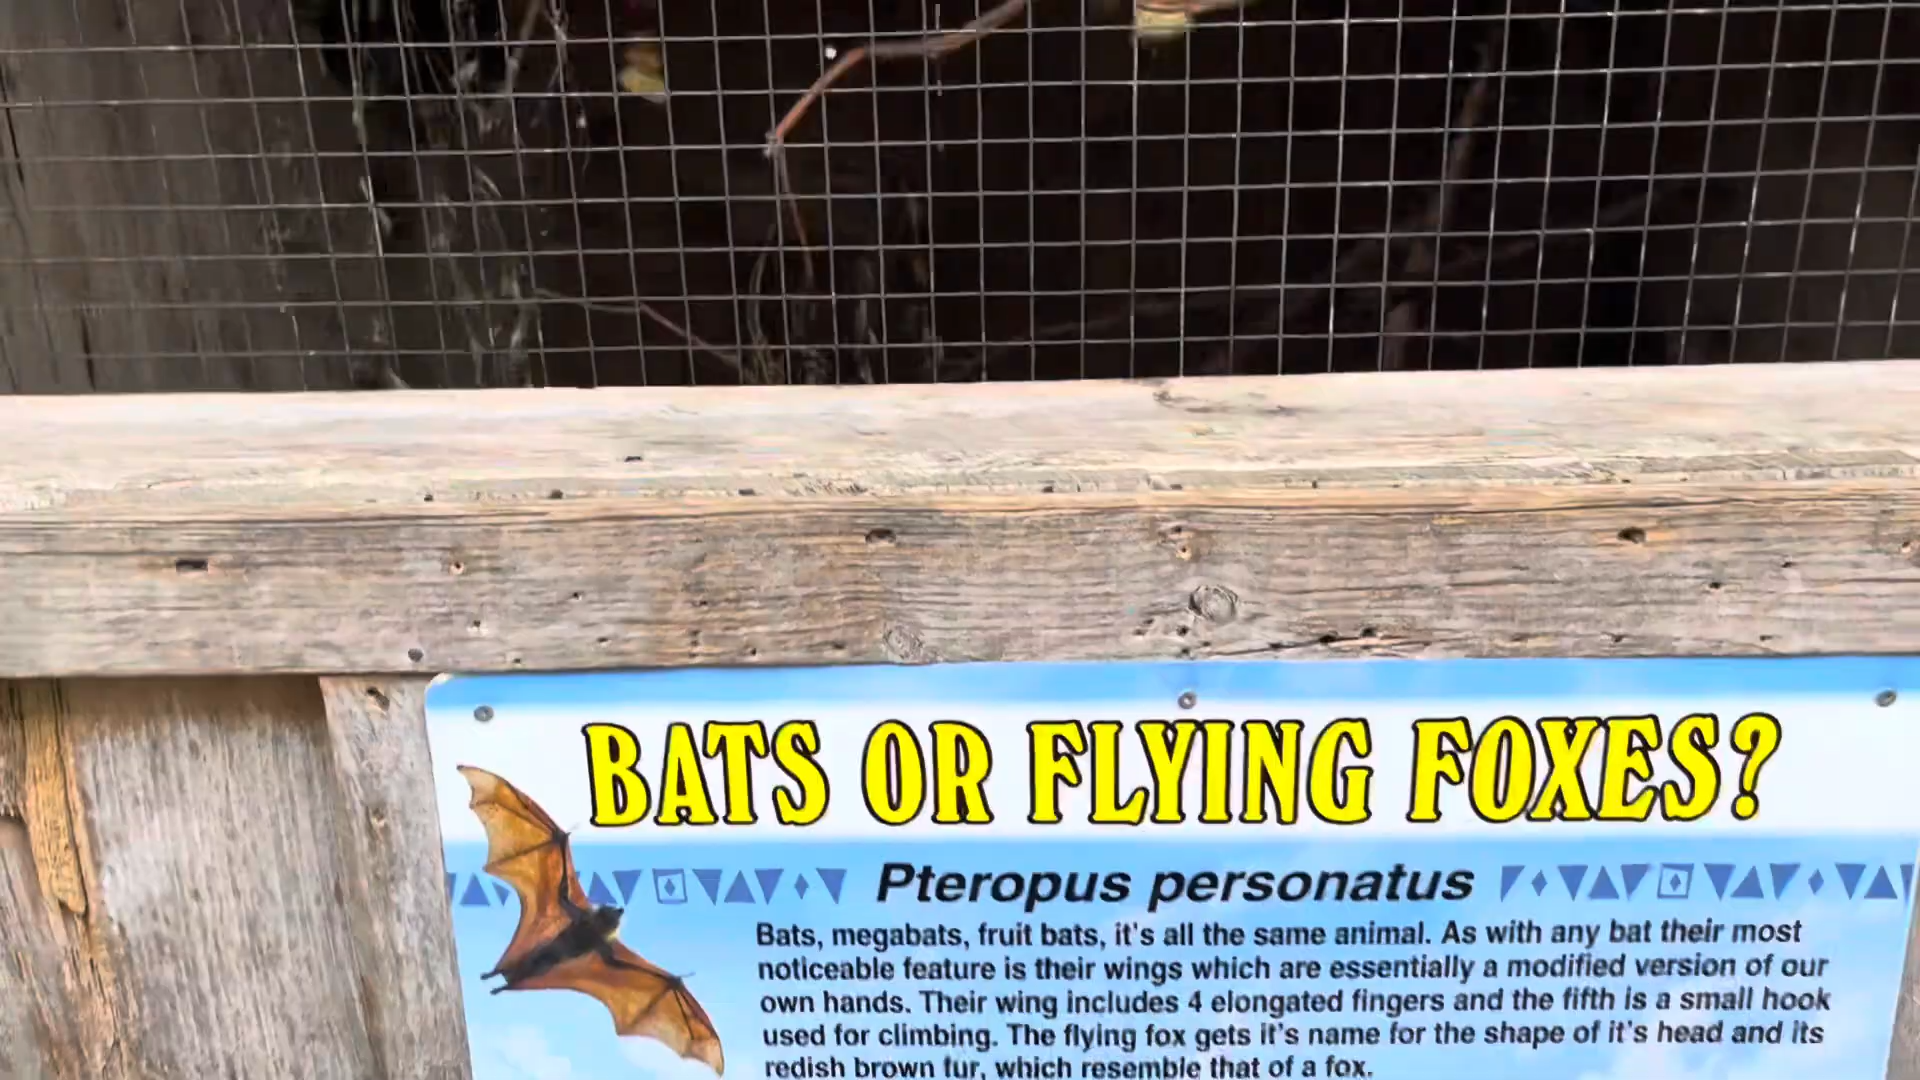 BATS OR FLYING FOXES?
Pteropus personatus
Bats, megabats, fruit bats, it's all the same animal. As with any bat their most
noticeable feature is their wings which are essentially a modified version of our
own hands. Their wing includes 4 elongated fingers and the fifth is a small hook
used for climbing. The flying fox gets it's name for the shape of it's head and its
redish brown fur, which resemble that of a fox.